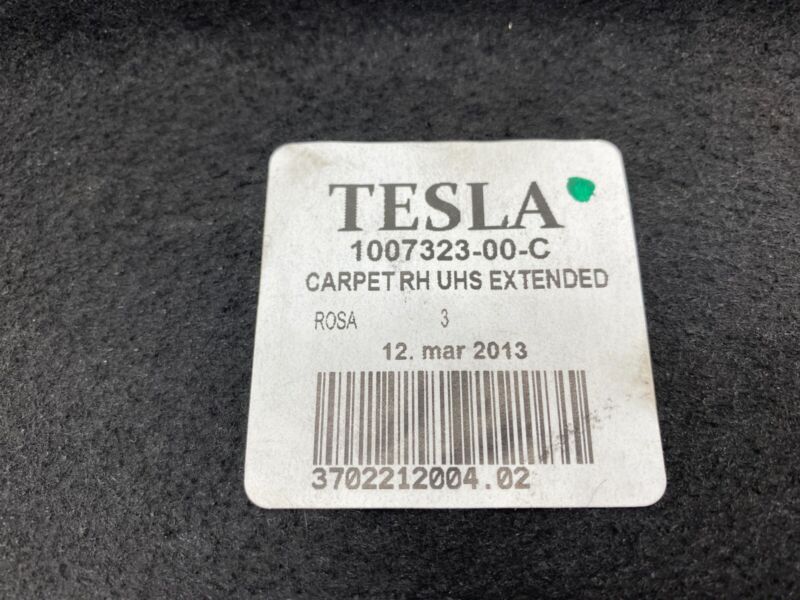 TESLA
1007323-00-C
CARPET RH UHS EXTENDED
ROSA 3
12. mar 2013
3702212004.02